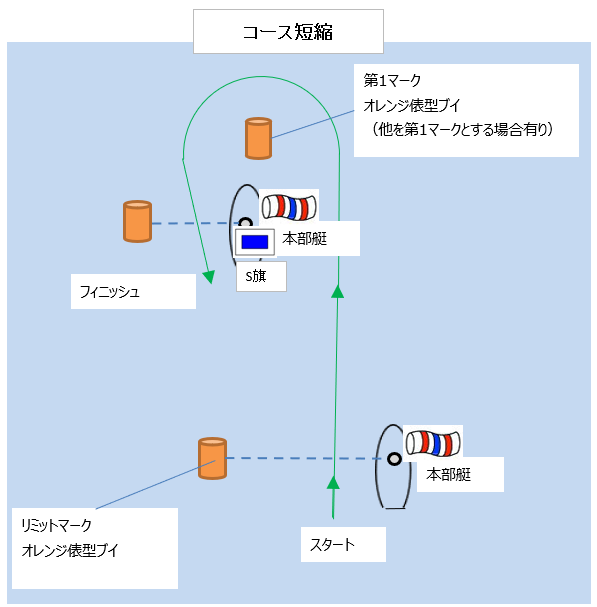 コース短縮
第1マーク
オレンジ俵型ブイ
（他を第1マークとする場合有り）
本部艇
S旗
フィニッシュ
本部艇
リミットマーク
オレンジ俵型ブイ
スタート